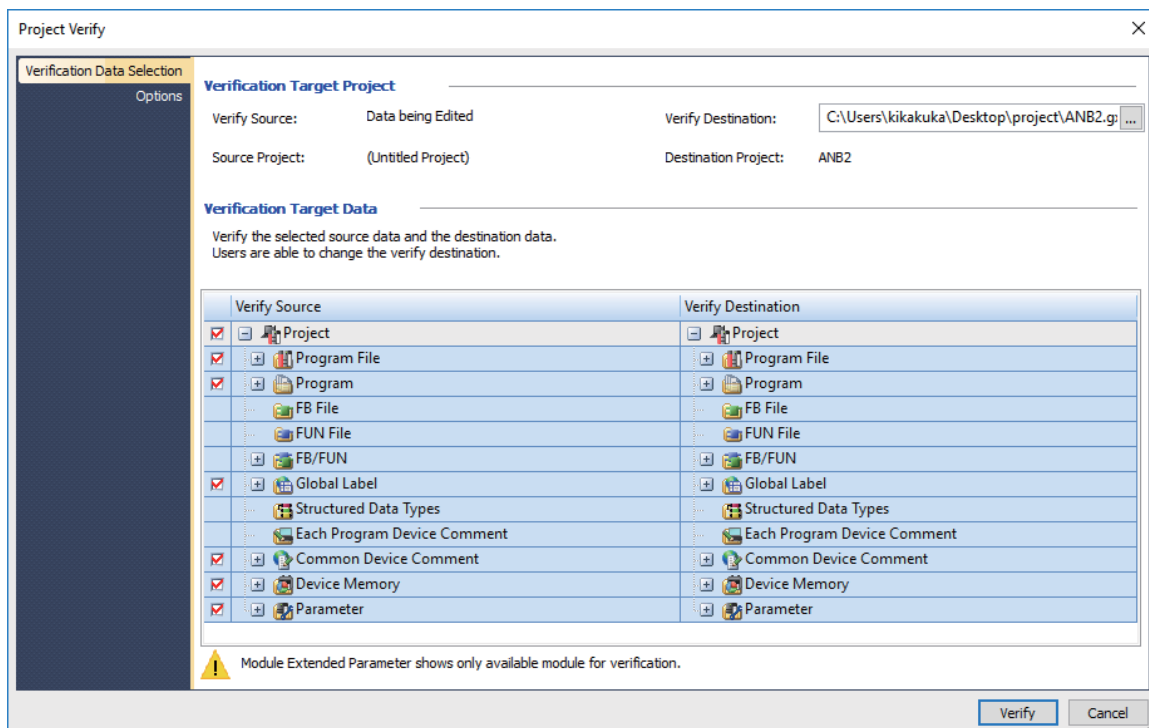 Project Verify
Verification Data Selection
Options
Verification Target Project
Verify Source: Data being Edited Verify Destination: C:\Users\kikakuka\Desktop\project\ANB2.g ...
Source Project: (Untitled Project) Destination Project: ANB2
Verification Target Data
Verify the selected source data and the destination data.
Users are able to change the verify destination.
Verify Source Verify Destination
Project Project
Program File Program File
Program Program
FB File FB File
FUN File FUN File
FB/FUN FB/FUN
Global Label Global Label
Structured Data Types Structured Data Types
Each Program Device Comment Each Program Device Comment
Common Device Comment Common Device Comment
Device Memory Device Memory
Parameter Parameter
Module Extended Parameter shows only available module for verification.
Verify Cancel